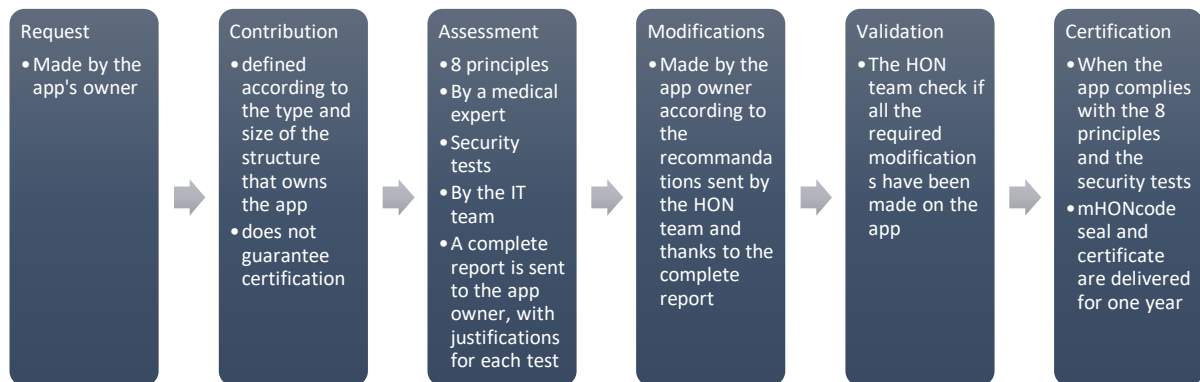 Request
•Made by the
app's owner
Contribution
•defined
according to
the type and
size of the
structure
that owns
the app
•does not
guarantee
certification
Assessment
•8 principles
•By a medical
expert
•Security
tests
•By the IT
team
•A complete
report is sent
to the app
owner, with
justifications
for each test
Modifications
•Made by the
app owner
according to
the
recommanda
tions sent by
the HON
team and
thanks to the
complete
report
Validation
•The HON
team check if
all the
required
modification
s have been
made on the
app
Certification
•When the
app complies
with the 8
principles
and the
security tests
•mHONcode
seal and
certificate
are delivered
for one year